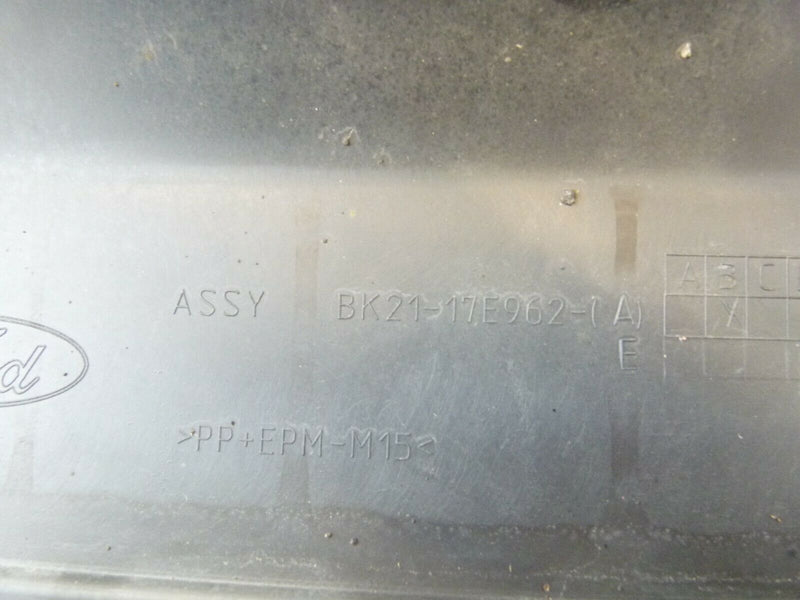 A B C
ASSY BK21-17E962-(A)
X
E
d
>PP+EPM-M15<